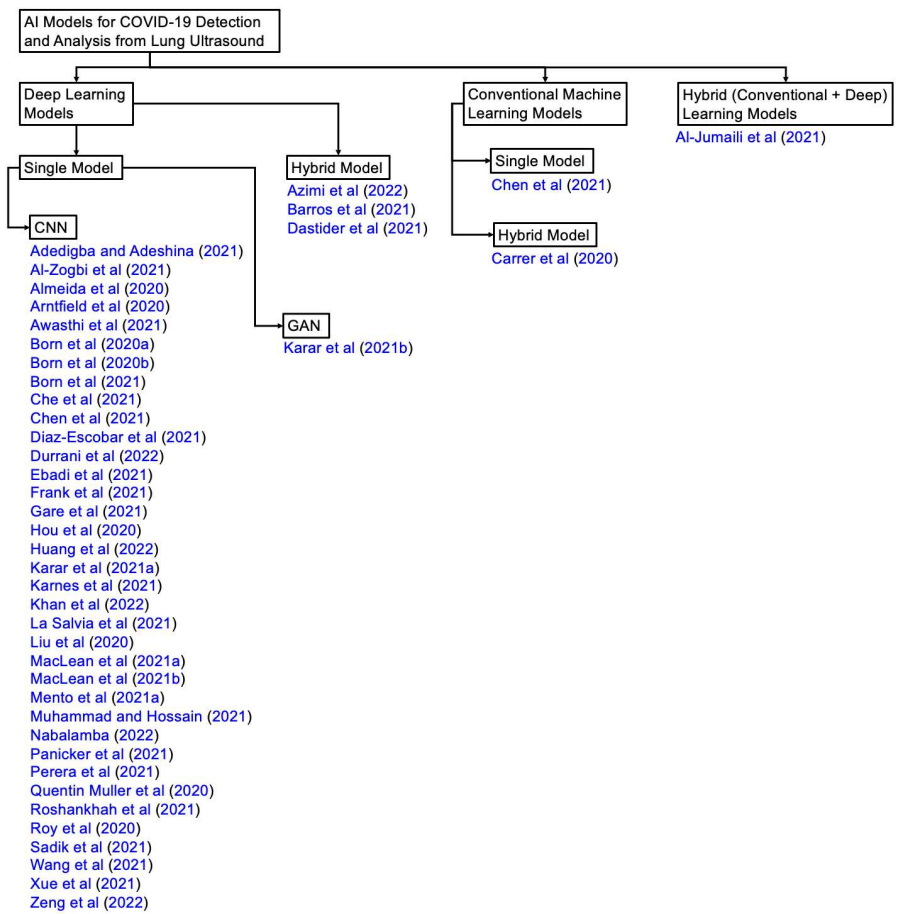 AI Models for COVID-19 Detection
and Analysis from Lung Ultrasound
Deep Learning
Models
Conventional Machine
Learning Models
Hybrid (Conventional + Deep)
Learning Models
Al-Jumaili et al (2021)
Single Model
Hybrid Model
Azimi et al (2022)
Barros et al (2021)
Dastider et al (2021)
Single Model
Chen et al (2021)
Hybrid Model
Carrer et al (2020)
CNN
Adedigba and Adeshina (2021)
Al-Zogbi et al (2021)
Almeida et al (2020)
Arntfield et al (2020)
Awasthi et al (2021)
Born et al (2020a)
Born et al (2020b)
Born et al (2021)
Che et al (2021)
Chen et al (2021)
Diaz-Escobar et al (2021)
Durrani et al (2022)
Ebadi et al (2021)
Frank et al (2021)
Gare et al (2021)
Hou et al (2020)
Huang et al (2022)
Karar et al (2021a)
Karnes et al (2021)
Khan et al (2022)
La Salvia et al (2021)
Liu et al (2020)
MacLean et al (2021a)
MacLean et al (2021b)
Mento et al (2021a)
Muhammad and Hossain (2021)
Nabalamba (2022)
Panicker et al (2021)
Perera et al (2021)
Quentin Muller et al (2020)
Roshankhah et al (2021)
Roy et al (2020)
Sadik et al (2021)
Wang et al (2021)
Xue et al (2021)
Zeng et al (2022)
GAN
Karar et al (2021b)